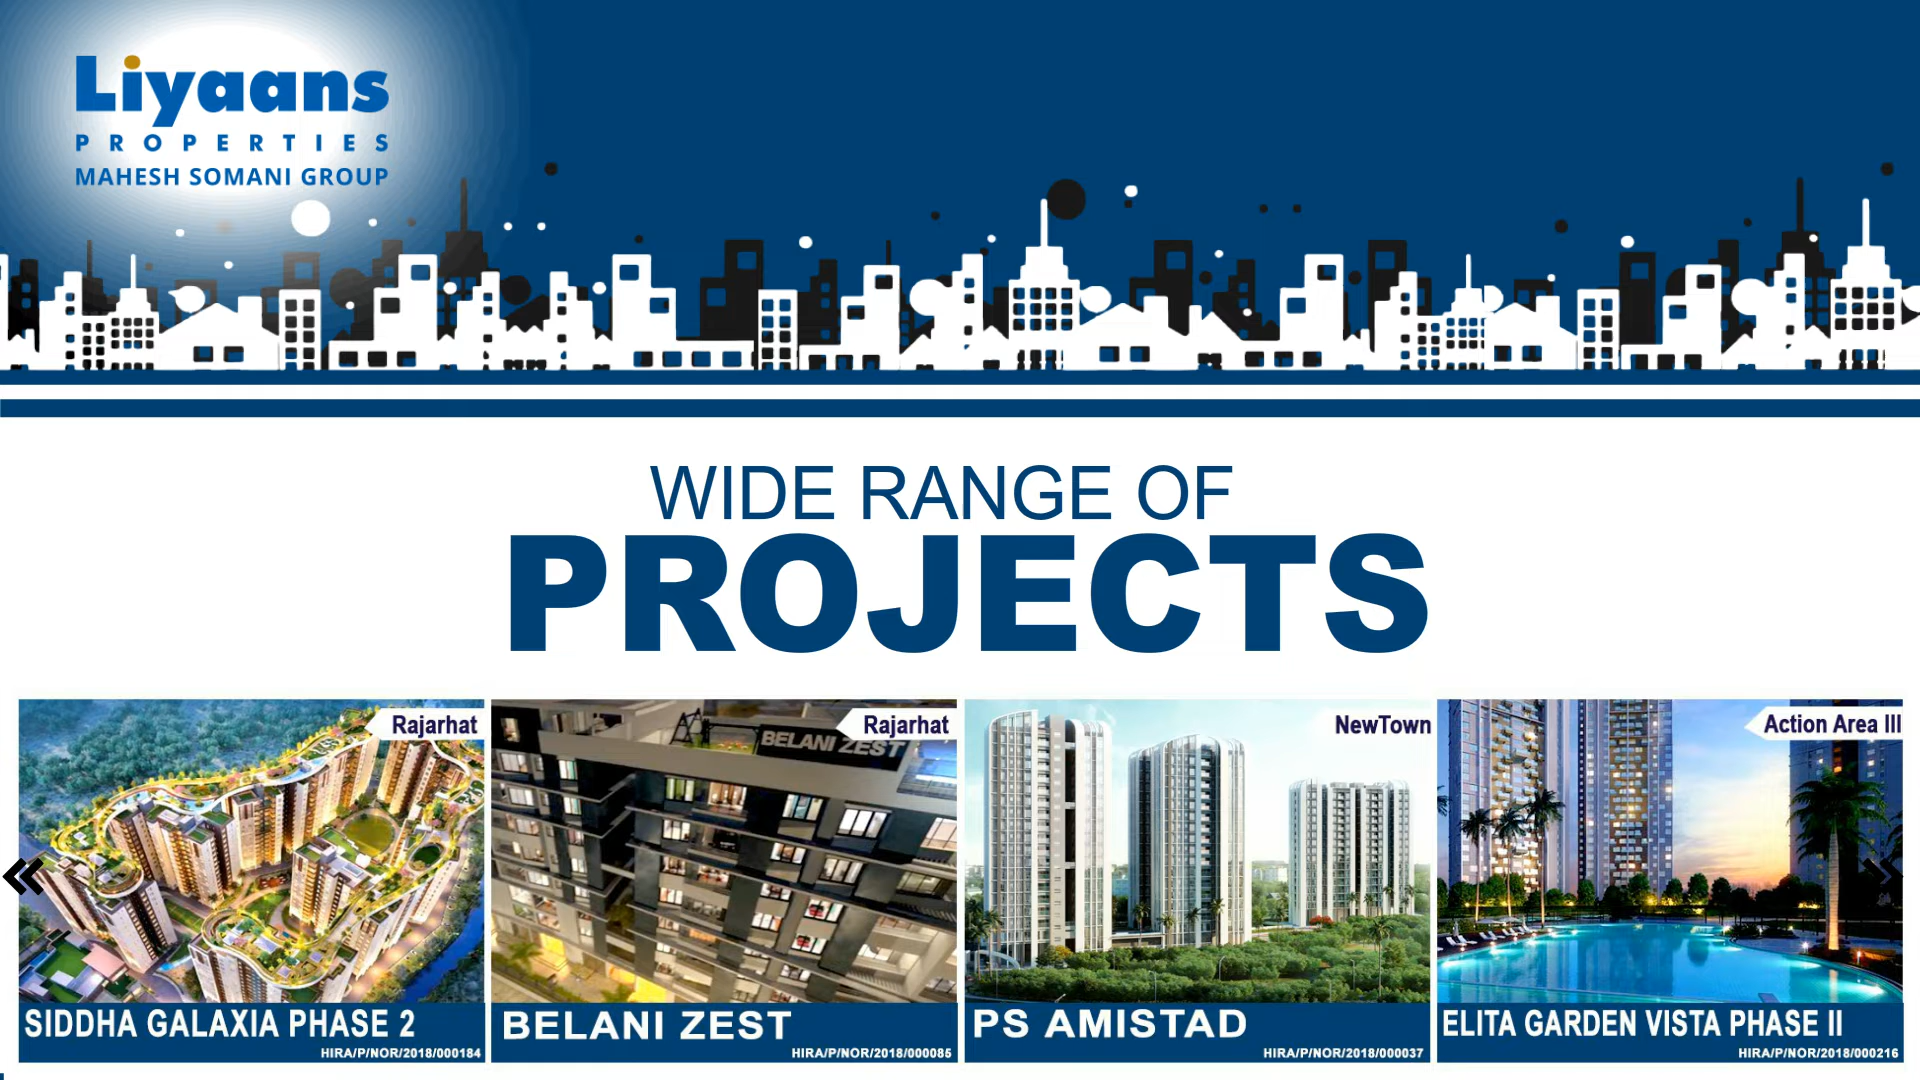 Liyaans
PROPERTIES
MAHESH SOMANI GROUP
WIDE RANGE OF
PROJECTS
Rajarhat
BELANI ZEST
Rajarhat
NewTown
Action Area III
SIDDHA GALAXIA PHASE 2
HIRA/P/NOR/2018/000184
BELANI ZEST
HIRA/P/NOR/2018/000085
PS AMISTAD
HIRA/P/NOR/2018/000037
ELITA GARDEN VISTA PHASE II
HIRA/P/NOR/2018/000216